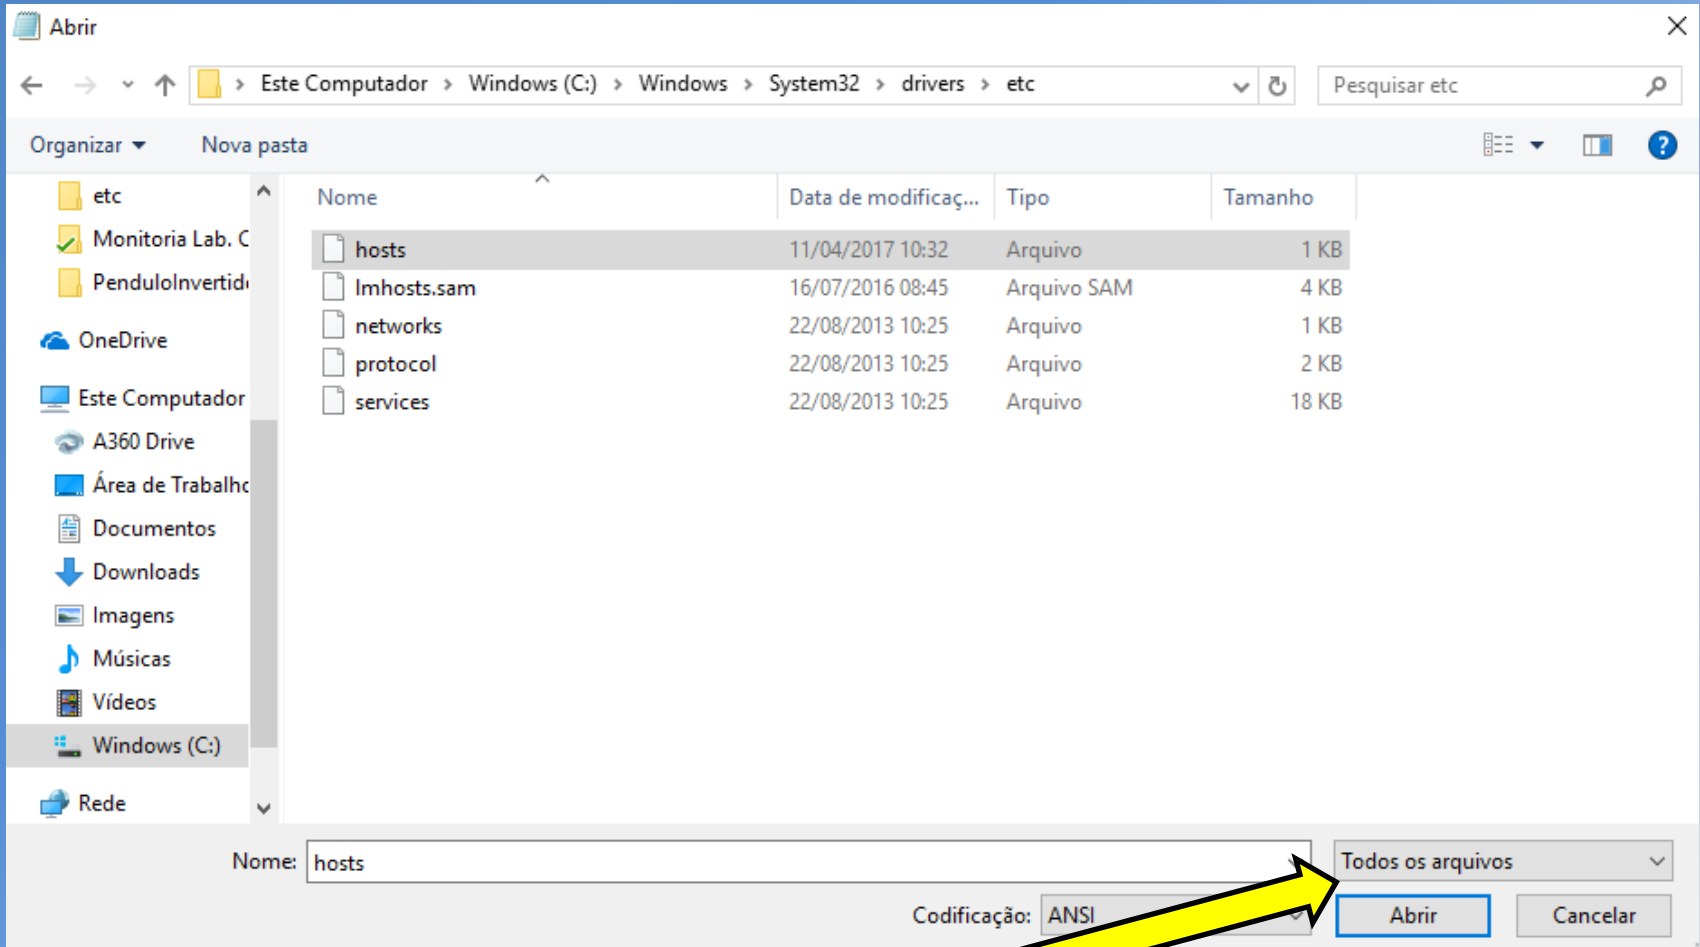 Abrir
Este Computador > Windows (C:) > Windows > System32 > drivers > etc
Pesquisar etc
Organizar
Nova pasta
etc
Monitoria Lab. C
PenduloInvertid
OneDrive
Este Computador
A360 Drive
Área de Trabalho
Documentos
Downloads
Imagens
Músicas
Vídeos
Windows (C:)
Rede
Nome Data de modificaç... Tipo Tamanho
hosts 11/04/2017 10:32 Arquivo 1 KB
lmhosts.sam 16/07/2016 08:45 Arquivo SAM 4 KB
networks 22/08/2013 10:25 Arquivo 1 KB
protocol 22/08/2013 10:25 Arquivo 2 KB
services 22/08/2013 10:25 Arquivo 18 KB
Nome: hosts
Todos os arquivos
Codificação: ANSI
Abrir
Cancelar